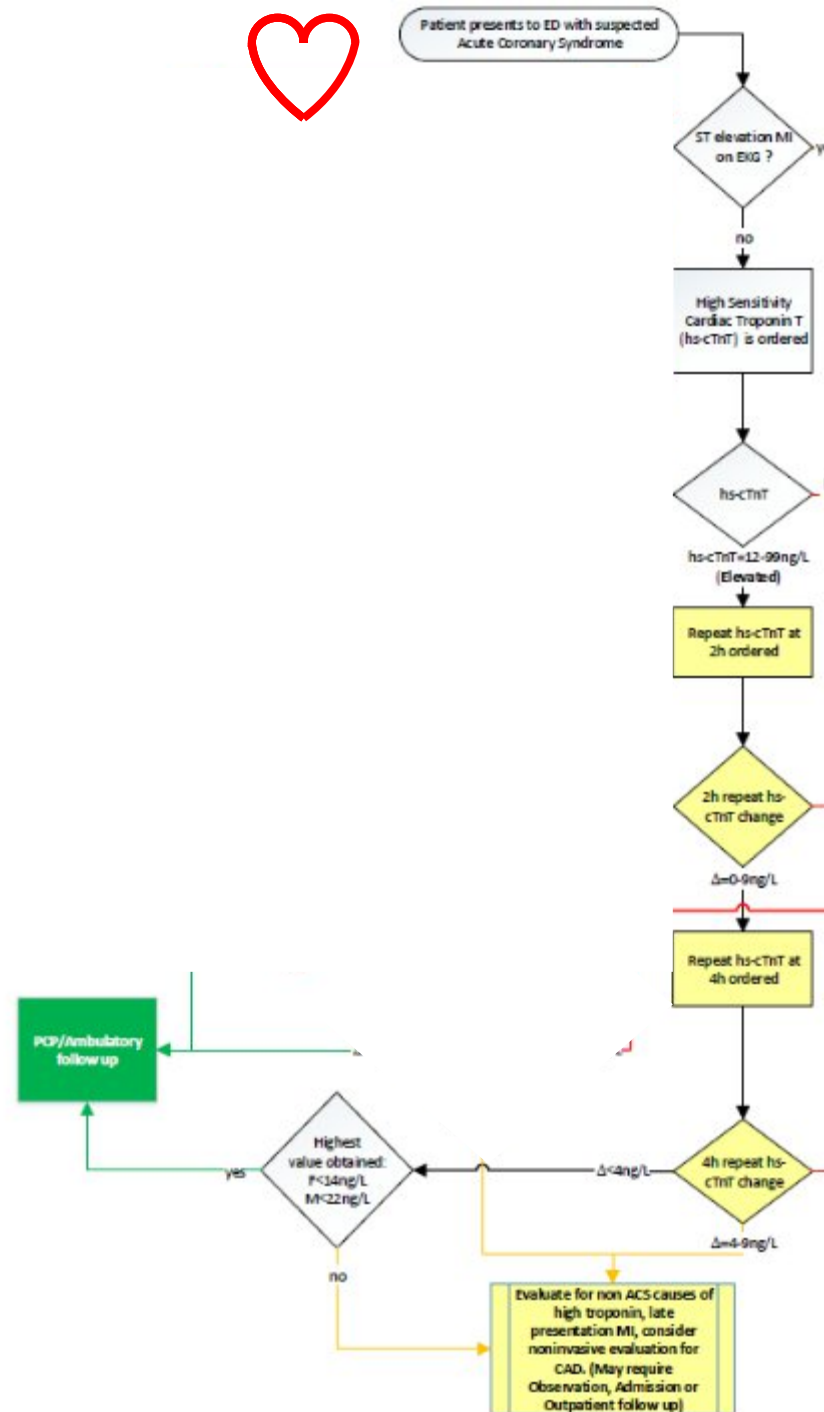 Patient presents to ED with suspected
Acute Coronary Syndrome
ST elevation MI
on EKG ?
no
High Sensitivity
Cardiac Troponin T
(hs-cTnT) is ordered
hs-cTnT
hs-cTnT=12-99ng/L
(Elevated)
Repeat hs-cTnT at
2h ordered
2h repeat hs-
cTnT change
Δ=0-9ng/L
Repeat hs-cTnT at
4h ordered
PCP/Ambulatory
follow up
Highest
value obtained:
F<14ng/L
M<22ng/L
yes
Δ<4ng/L
4h repeat hs-
cTnT change
Δ=4-9ng/L
no
Evaluate for non ACS causes of
high troponin, late
presentation MI, consider
noninvasive evaluation for
CAD. (May require
Observation, Admission or
Outpatient follow up)